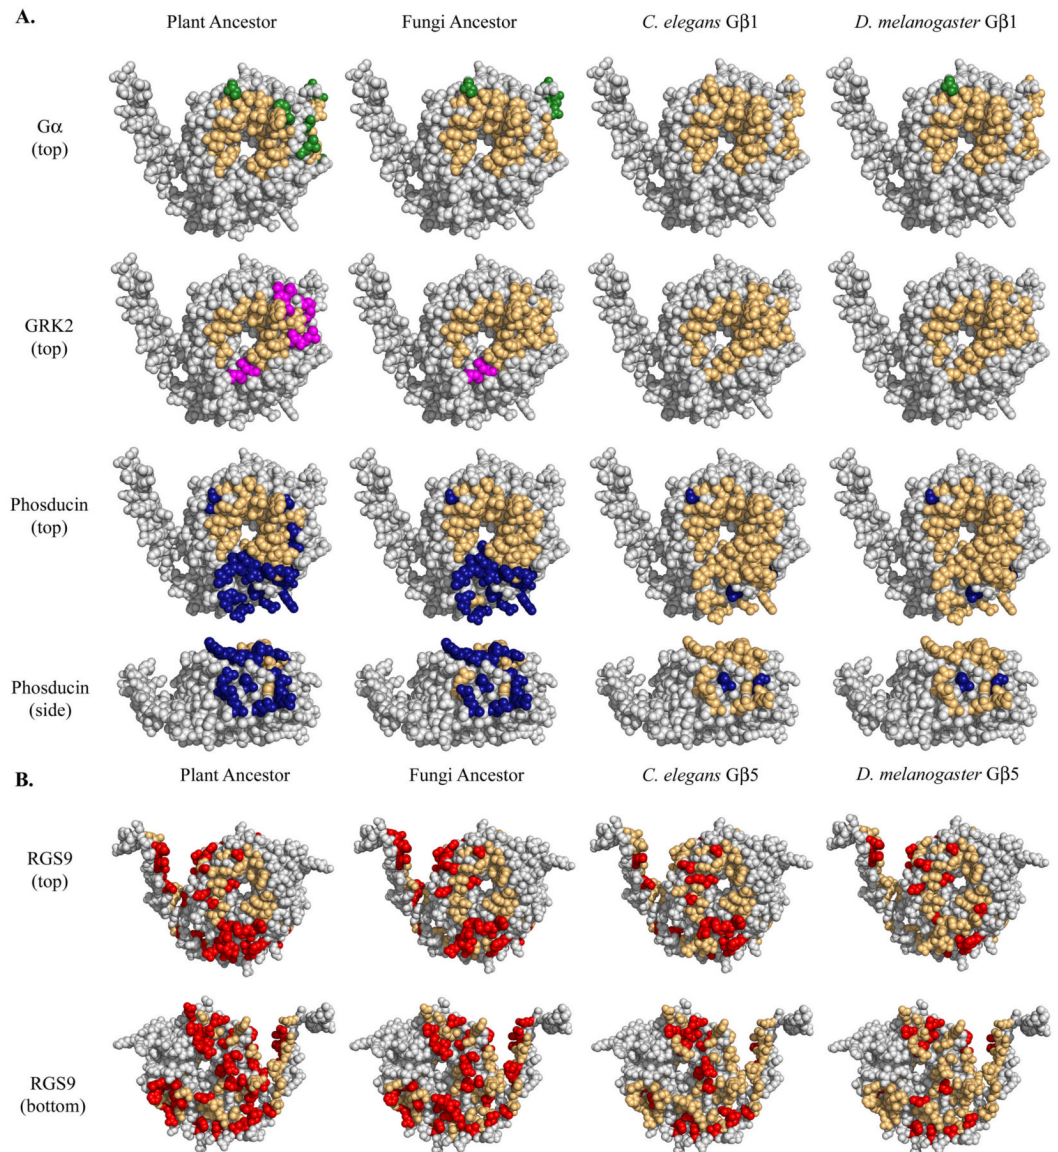 A.
Plant Ancestor Fungi Ancestor C. elegans Gβ1 D. melanogaster Gβ1
Gα
(top)
GRK2
(top)
Phosducin
(top)
Phosducin
(side)
Plant Ancestor Fungi Ancestor C. elegans Gβ5 D. melanogaster Gβ5
B.
RGS9
(top)
RGS9
(bottom)